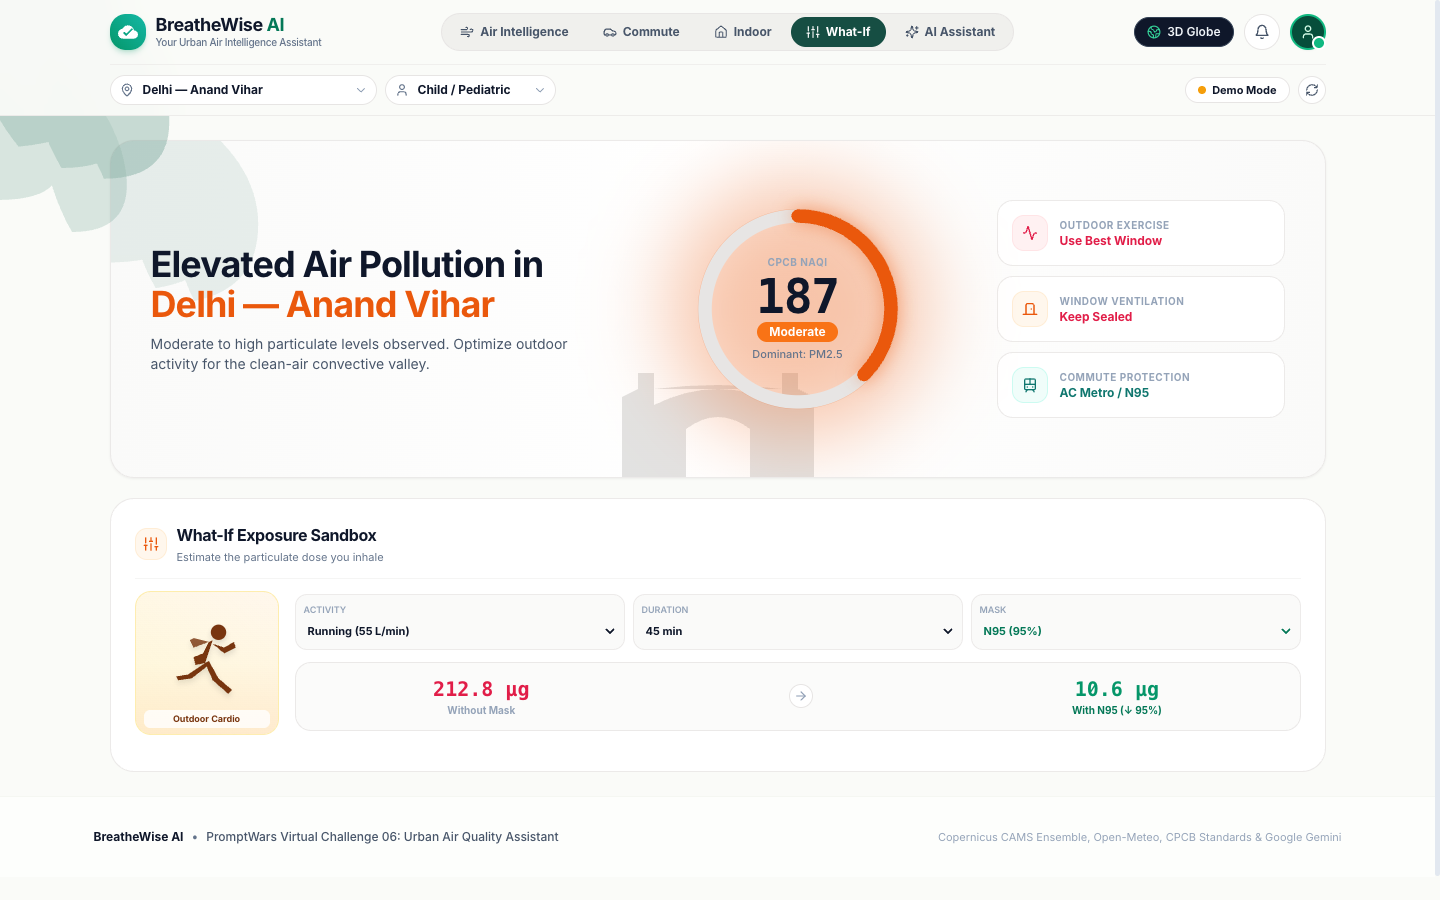 BreatheWise AI
Your Urban Air Intelligence Assistant
Air Intelligence
Commute
Indoor
What-If
AI Assistant
3D Globe
Delhi — Anand Vihar
Child / Pediatric
Demo Mode
Elevated Air Pollution in
Delhi — Anand Vihar
Moderate to high particulate levels observed. Optimize outdoor
activity for the clean-air convective valley.
CPCB NAQI
187
Moderate
Dominant: PM2.5
OUTDOOR EXERCISE
Use Best Window
WINDOW VENTILATION
Keep Sealed
COMMUTE PROTECTION
AC Metro / N95
What-If Exposure Sandbox
Estimate the particulate dose you inhale
Outdoor Cardio
ACTIVITY
Running (55 L/min)
DURATION
45 min
MASK
N95 (95%)
212.8 µg
Without Mask
10.6 µg
With N95 (↓ 95%)
BreatheWise AI • PromptWars Virtual Challenge 06: Urban Air Quality Assistant
Copernicus CAMS Ensemble, Open-Meteo, CPCB Standards & Google Gemini